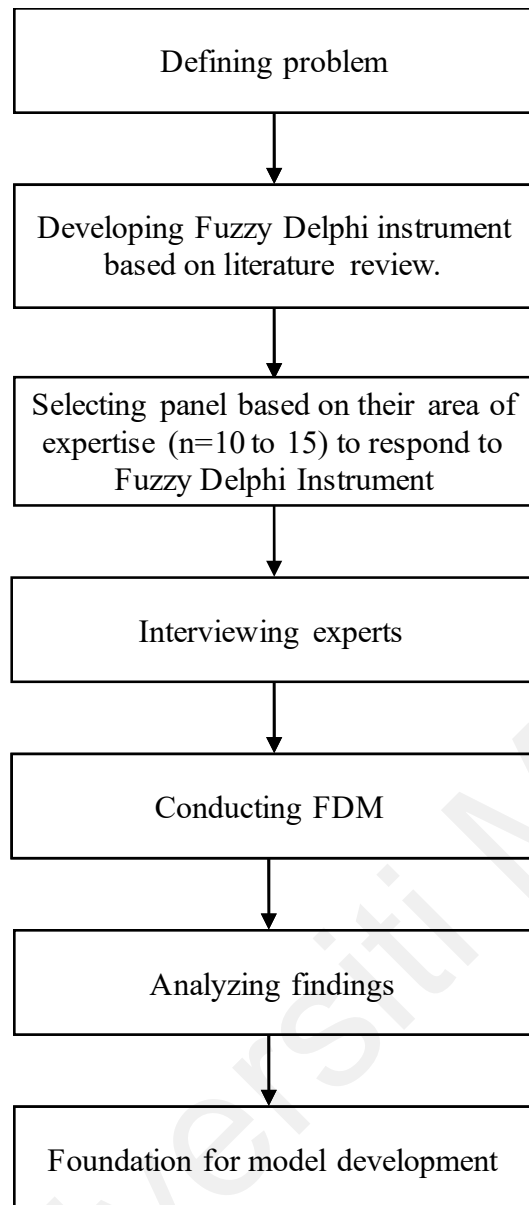 Defining problem
Developing Fuzzy Delphi instrument
based on literature review.
Selecting panel based on their area of
expertise (n=10 to 15) to respond to
Fuzzy Delphi Instrument
Interviewing experts
Conducting FDM
Analyzing findings
Foundation for model development